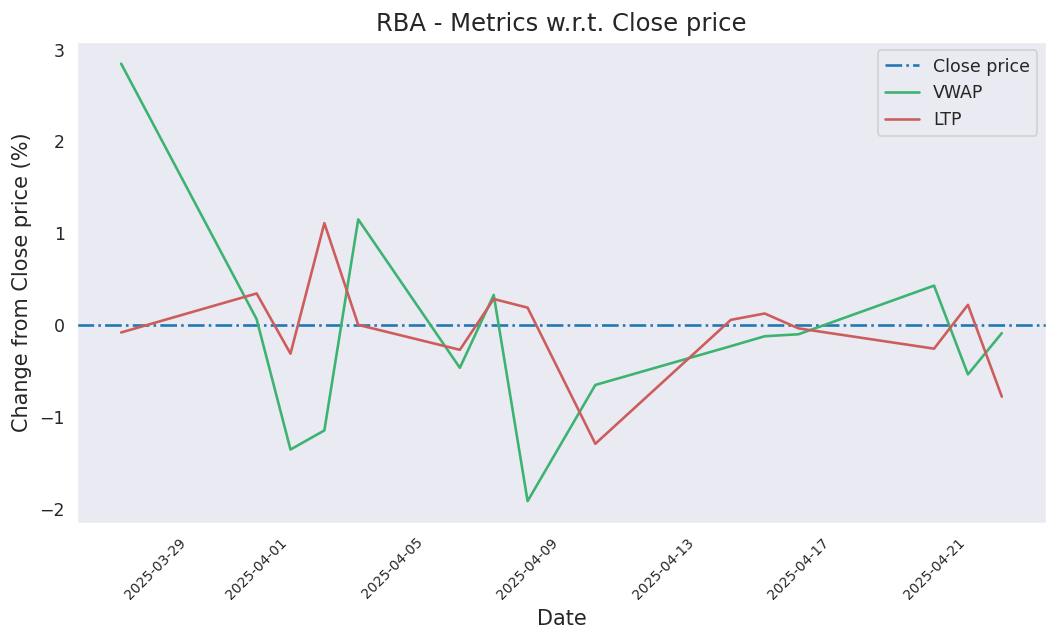 RBA - Metrics w.r.t. Close price
Close price
VWAP
LTP
Change from Close price (%)
3
2
1
0
−1
−2
2025-03-29
2025-04-01
2025-04-05
2025-04-09
2025-04-13
2025-04-17
2025-04-21
Date